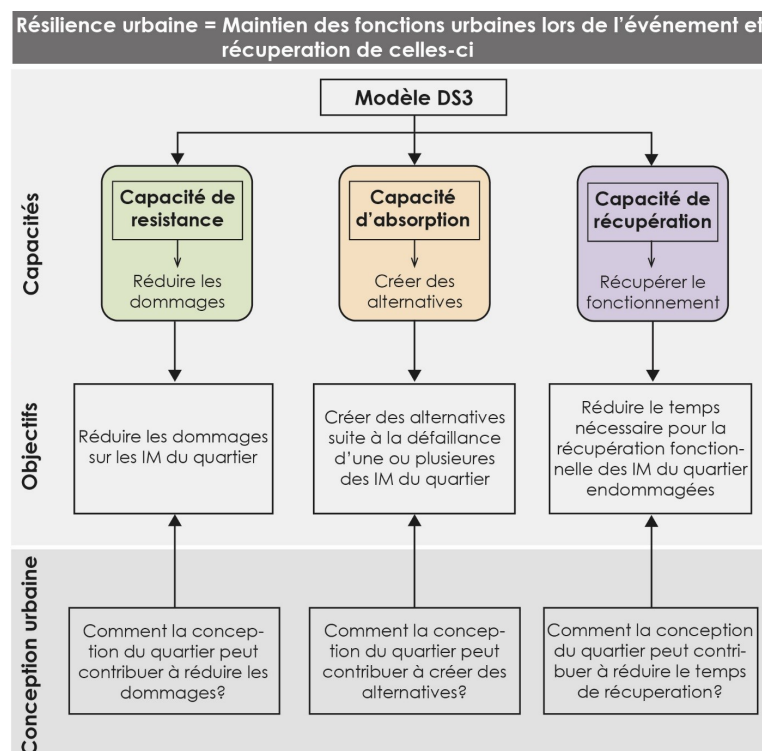 Résilience urbaine = Maintien des fonctions urbaines lors de l'événement et
récuperation de celles-ci
Modèle DS3
Capacités
Capacité de
resistance
Réduire les
dommages
Capacité
d'absorption
Créer des
alternatives
Capacité de
récupération
Récupérer le
fonctionnement
Objectifs
Réduire les dommages
sur les IM du quartier
Créer des alternatives
suite à la défaillance
d'une ou plusieures
des IM du quartier
Réduire le temps
nécessaire pour la
récupération fonction-
nelle des IM du quartier
endommagées
Conception urbaine
Comment la concep-
tion du quartier peut
contribuer à réduire les
dommages?
Comment la concep-
tion du quartier peut
contribuer à créer des
alternatives?
Comment la conception
du quartier peut contri-
buer à réduire le temps
de récuperation?